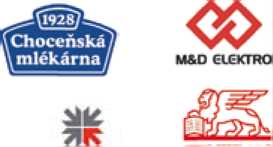 1928
Choceňská
mlékárna
M&D ELEKTRO